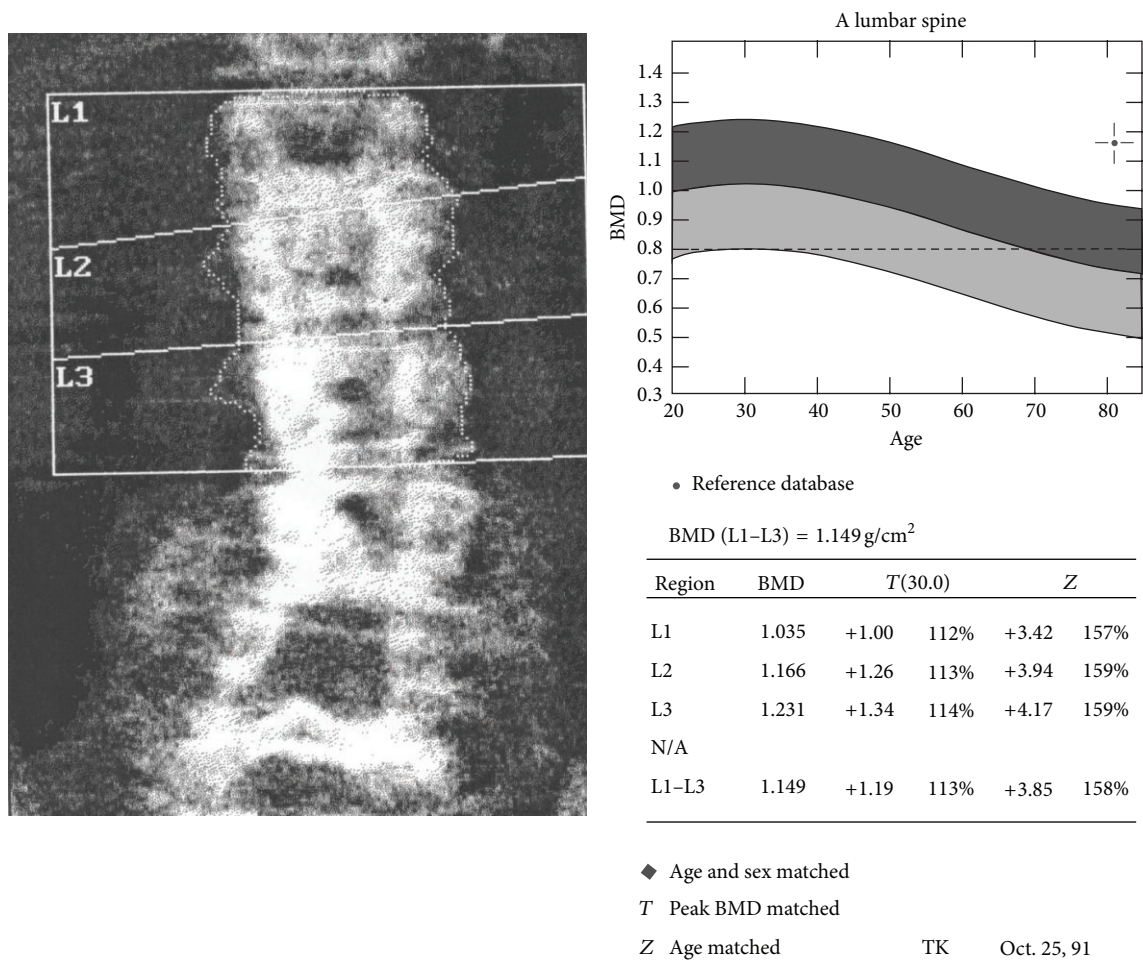 L1
L2
L3
A lumbar spine
1.4
1.3
1.2
1.1
1.0
0.9
0.8
0.7
0.6
0.5
0.4
0.3
BMD
20 30 40 50 60 70 80
Age
• Reference database
BMD (L1–L3) = 1.149 g/cm²
Region BMD T(30.0) Z
L1 1.035 +1.00 112% +3.42 157%
L2 1.166 +1.26 113% +3.94 159%
L3 1.231 +1.34 114% +4.17 159%
N/A
L1–L3 1.149 +1.19 113% +3.85 158%
◆ Age and sex matched
T Peak BMD matched
Z Age matched TK Oct. 25, 91